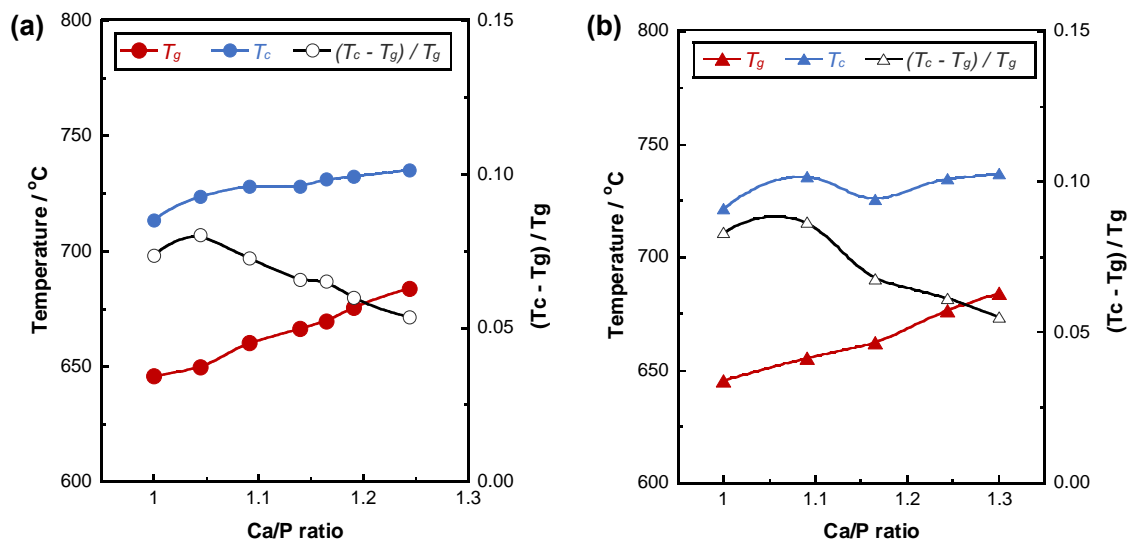 (a)
Tg Tc (Tc - Tg) / Tg
800
750
700
650
600
Temperature / °C
0.15
0.10
0.05
0.00
(Tc - Tg) / Tg
1 1.1 1.2 1.3
Ca/P ratio
(b)
Tg Tc (Tc - Tg) / Tg
800
750
700
650
600
Temperature / °C
0.15
0.10
0.05
0.00
(Tc - Tg) / Tg
1 1.1 1.2 1.3
Ca/P ratio